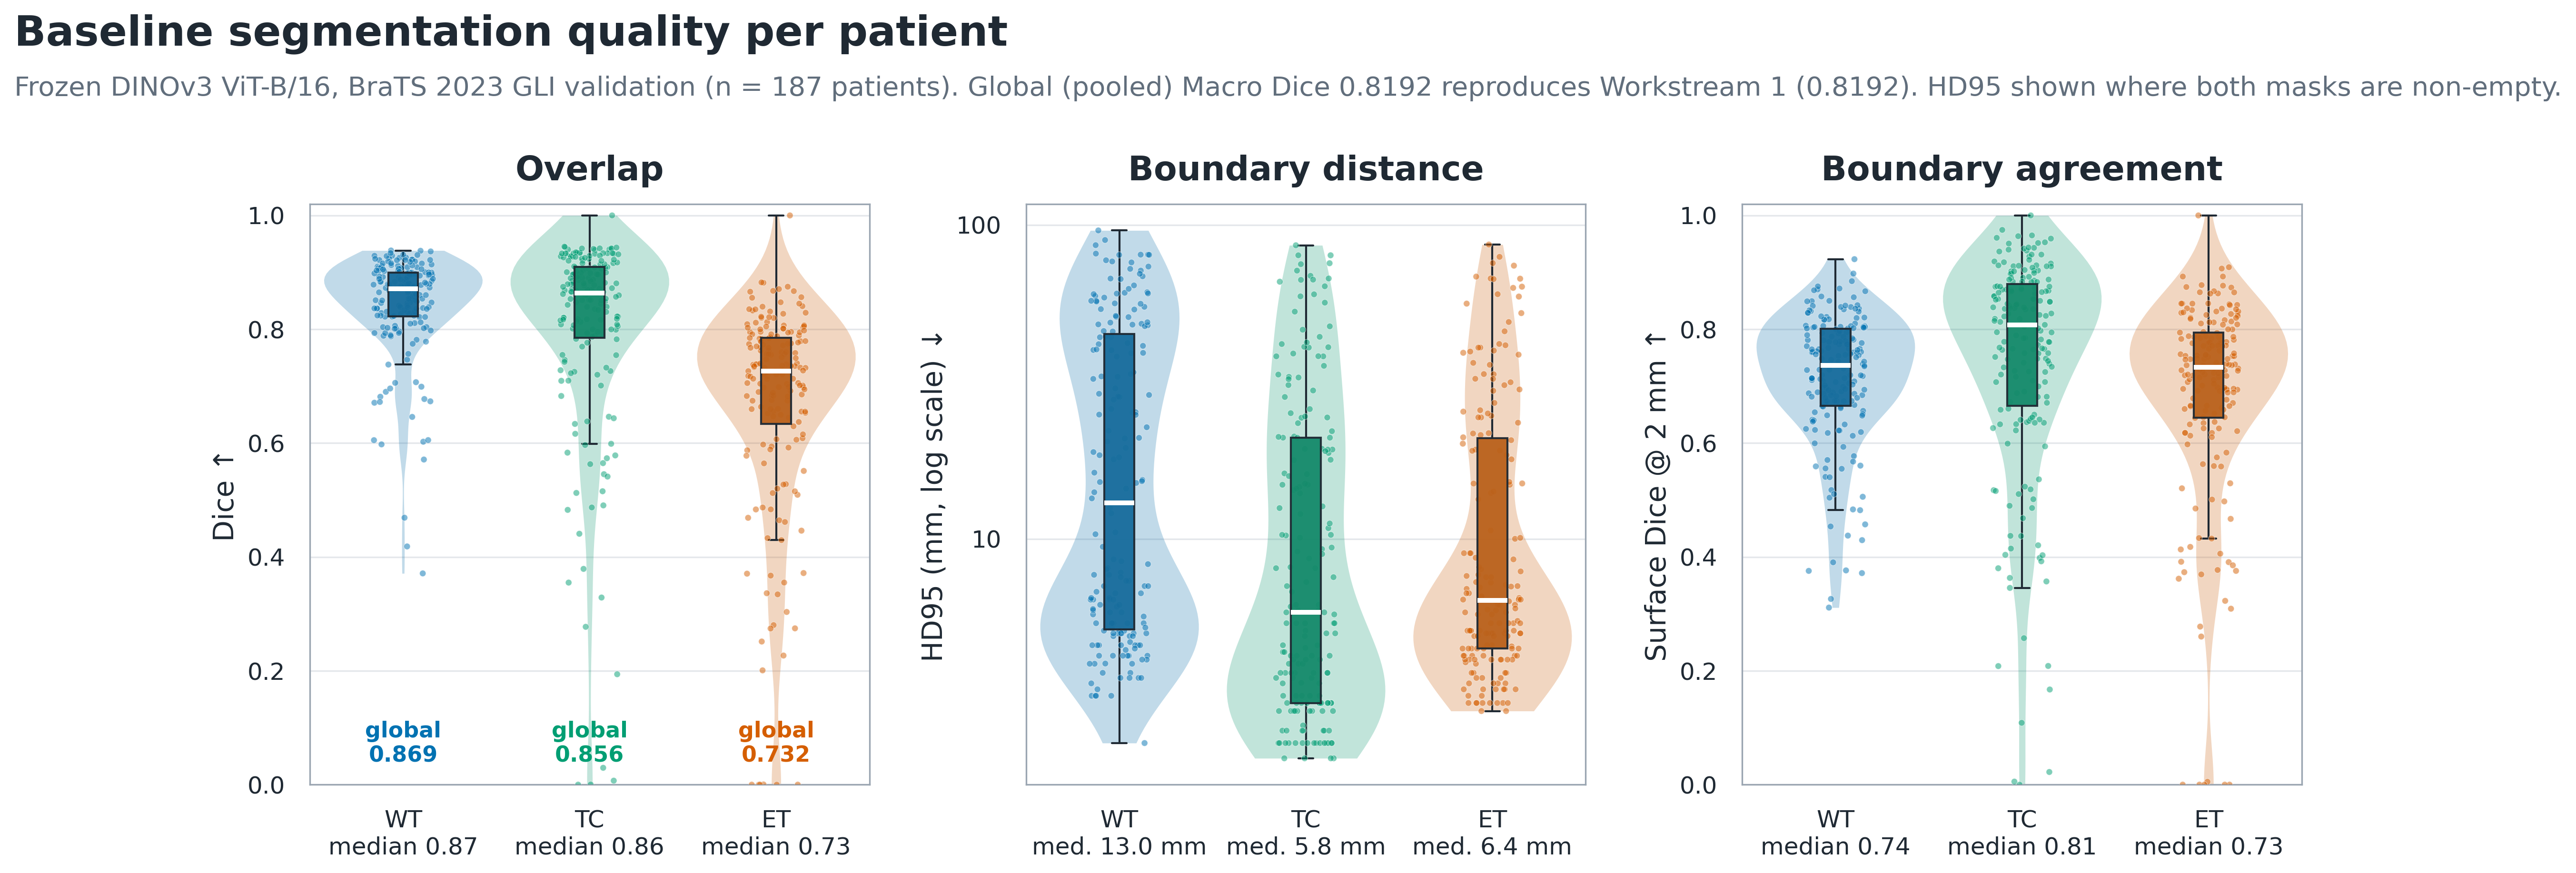 Baseline segmentation quality per patient
Frozen DINOv3 ViT-B/16, BraTS 2023 GLI validation (n = 187 patients). Global (pooled) Macro Dice 0.8192 reproduces Workstream 1 (0.8192). HD95 shown where both masks are non-empty.
Overlap
Dice ↑
1.0
0.8
0.6
0.4
0.2
0.0
global
0.869
global
0.856
global
0.732
WT
median 0.87
TC
median 0.86
ET
median 0.73
Boundary distance
HD95 (mm, log scale) ↓
100
10
WT
med. 13.0 mm
TC
med. 5.8 mm
ET
med. 6.4 mm
Boundary agreement
Surface Dice @ 2 mm ↑
1.0
0.8
0.6
0.4
0.2
0.0
WT
median 0.74
TC
median 0.81
ET
median 0.73